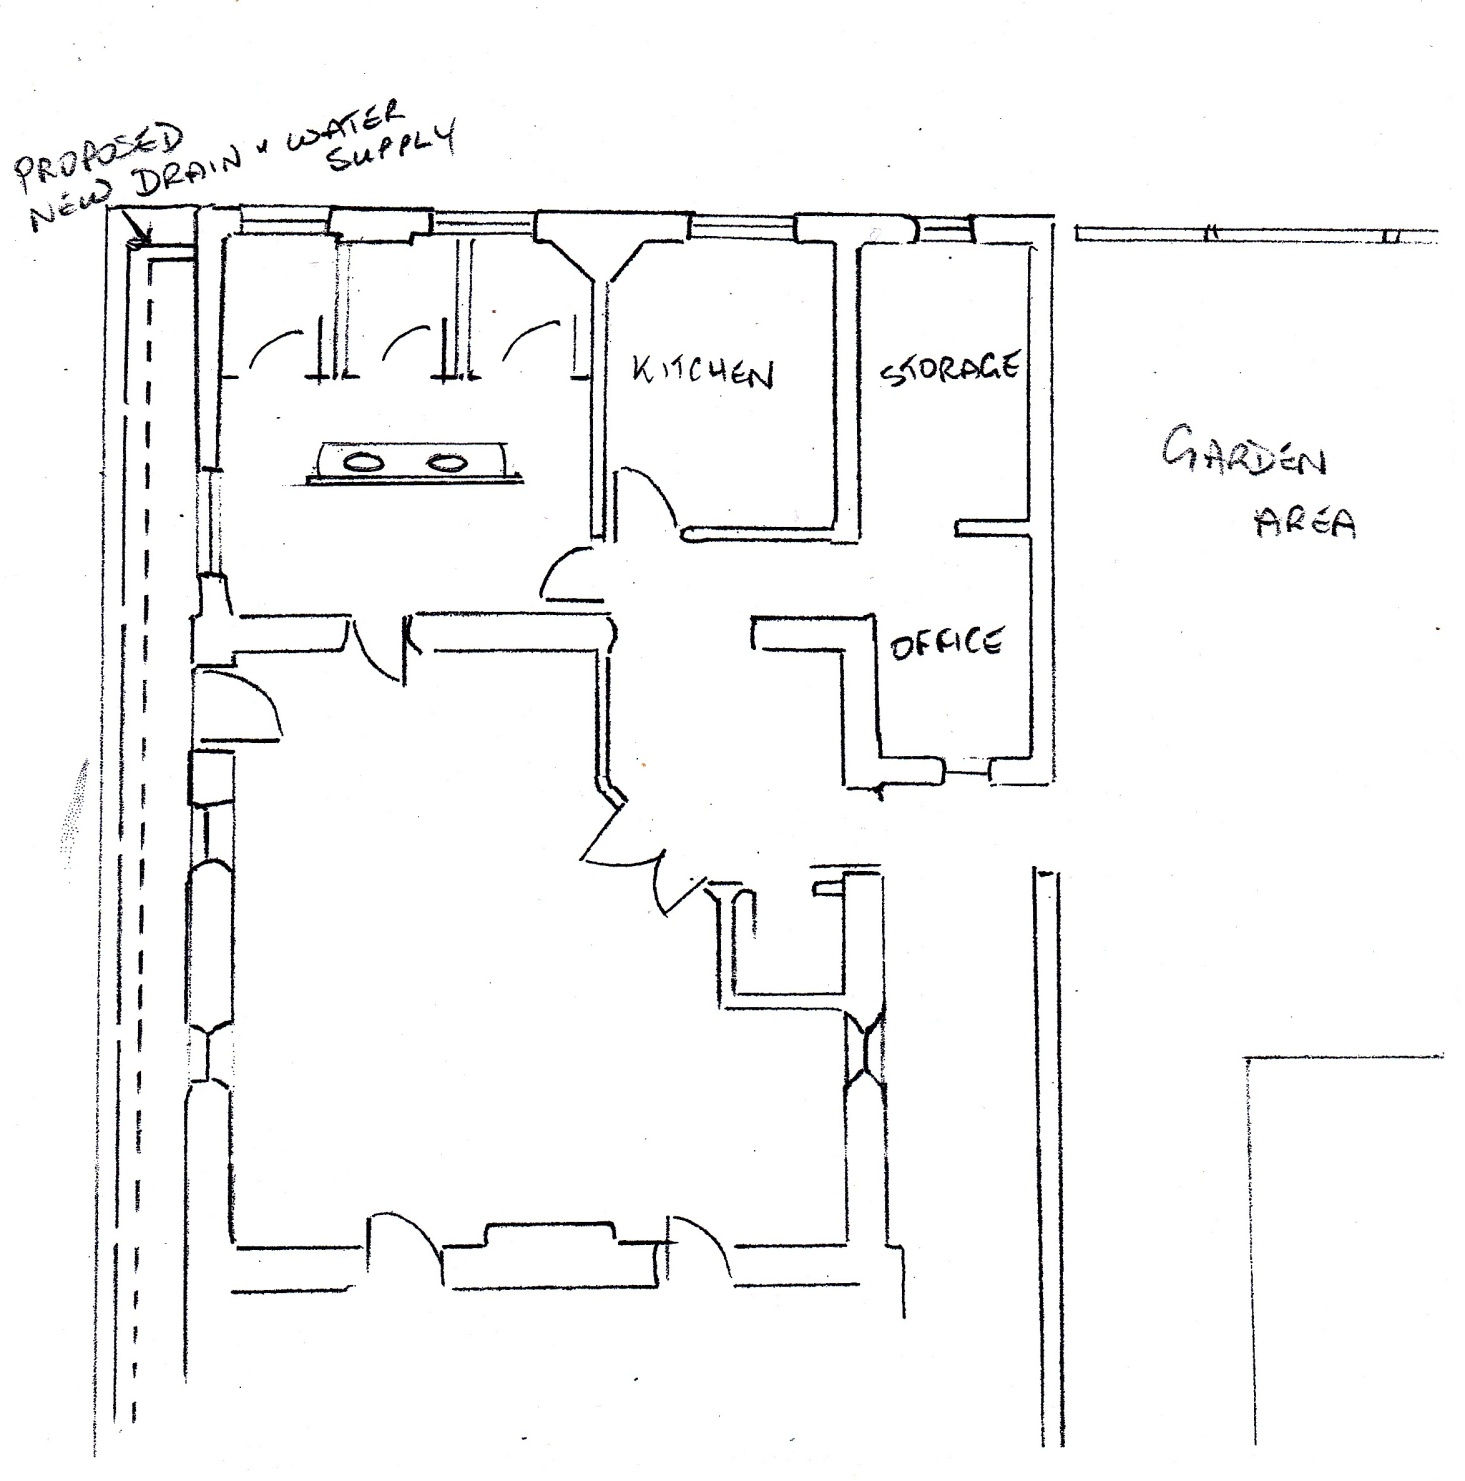 PROPOSED
NEW DRAIN & WATER
SUPPLY
KITCHEN
STORAGE
GARDEN
AREA
OFFICE